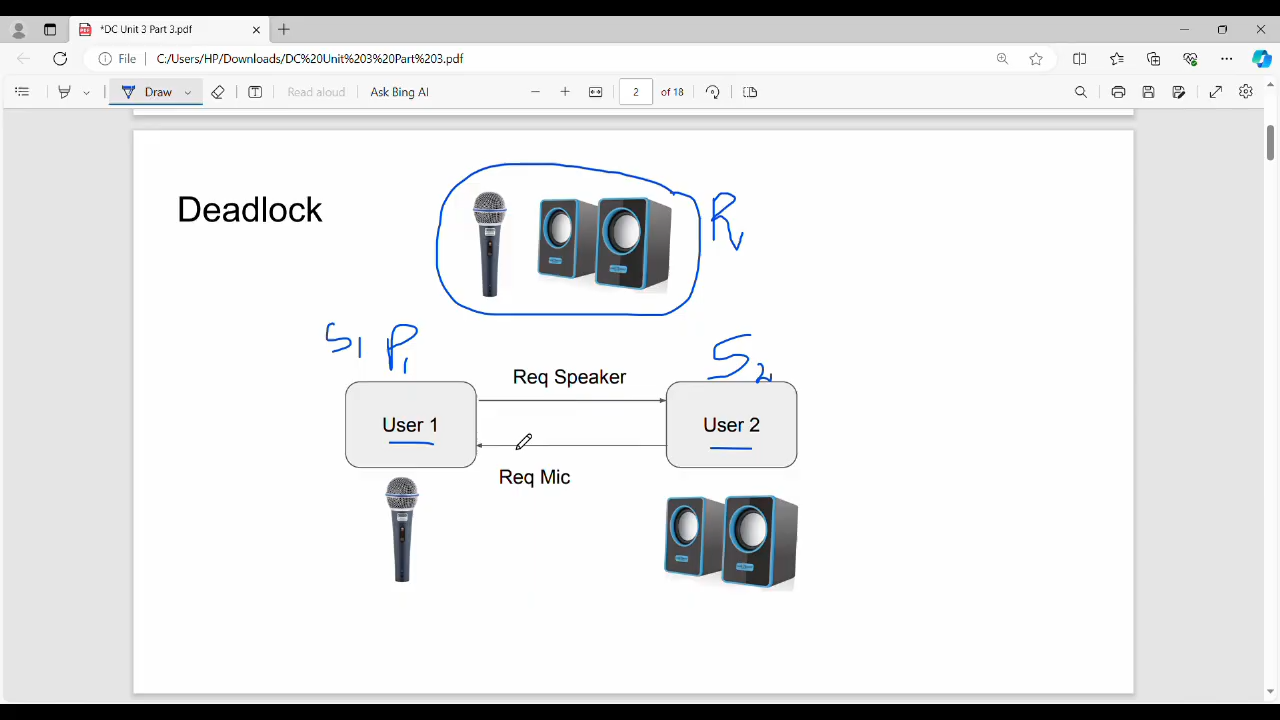 *DC Unit 3 Part 3.pdf
File C:/Users/HP/Downloads/DC%20Unit%203%20Part%203.pdf
Draw Read aloud Ask Bing AI 2 of 18
Deadlock
R
S1 P1
S2
Req Speaker
User 1
User 2
Req Mic